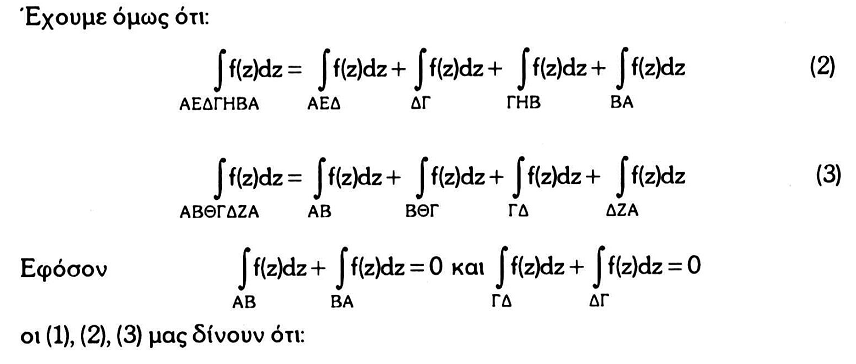 Έχουμε όμως ότι:
∫f(z)dz = ∫f(z)dz + ∫f(z)dz + ∫f(z)dz + ∫f(z)dz (2)
ΑΕΔΓΗΒΑ ΑΕΔ ΔΓ ΓΗΒ ΒΑ
∫f(z)dz = ∫f(z)dz + ∫f(z)dz + ∫f(z)dz + ∫f(z)dz (3)
ΑΒΘΓΔΖΑ ΑΒ ΒΘΓ ΓΔ ΔΖΑ
Εφόσον ∫f(z)dz + ∫f(z)dz = 0 και ∫f(z)dz + ∫f(z)dz = 0
ΑΒ ΒΑ ΓΔ ΔΓ
οι (1), (2), (3) μας δίνουν ότι: